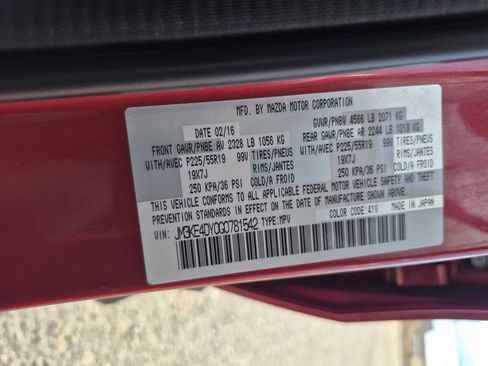 MFD. BY MAZDA MOTOR CORPORATION
DATE 02/16 GVWR/PNBV 4566 LB 2071 KG
FRONT GAWR/PNBE AV 2323 LB 1056 KG REAR GAWR/PNBE AR 2244 LB 1018 KG
WITH/AVEC P225/55R19 99V TIRES/PNEUS WITH/AVEC P225/55R19 99V TIRES/PNEUS
19X7J RIMS/JANTES 19X7J RIMS/JANTES
250 KPA/36 PSI COLD/A FROID 250 KPA/36 PSI COLD/A FROID
THIS VEHICLE CONFORMS TO ALL APPLICABLE FEDERAL MOTOR VEHICLE SAFETY AND THEFT
PREVENTION STANDARDS IN EFFECT ON THE DATE OF MANUFACTURE SHOWN ABOVE.
VIN: JM3KE4DY0G0781542 TYPE: MPV COLOR CODE: 41V MADE IN JAPAN